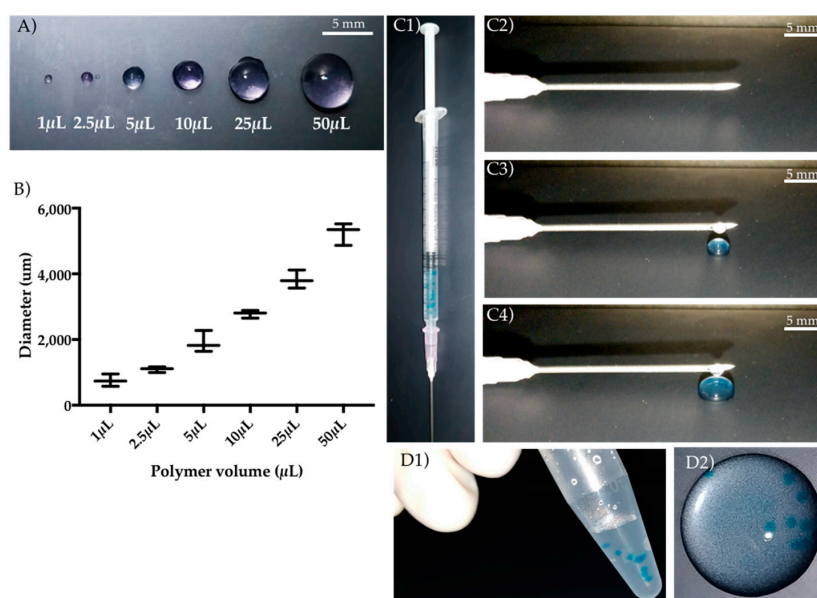 A)
5 mm
1µL 2.5µL 5µL 10µL 25µL 50µL
B)
6,000
4,000
2,000
0
Diameter (um)
1µL 2.5µL 5µL 10µL 25µL 50µL
Polymer volume (µL)
C1)
C2)
5 mm
C3)
5 mm
C4)
5 mm
D1)
D2)